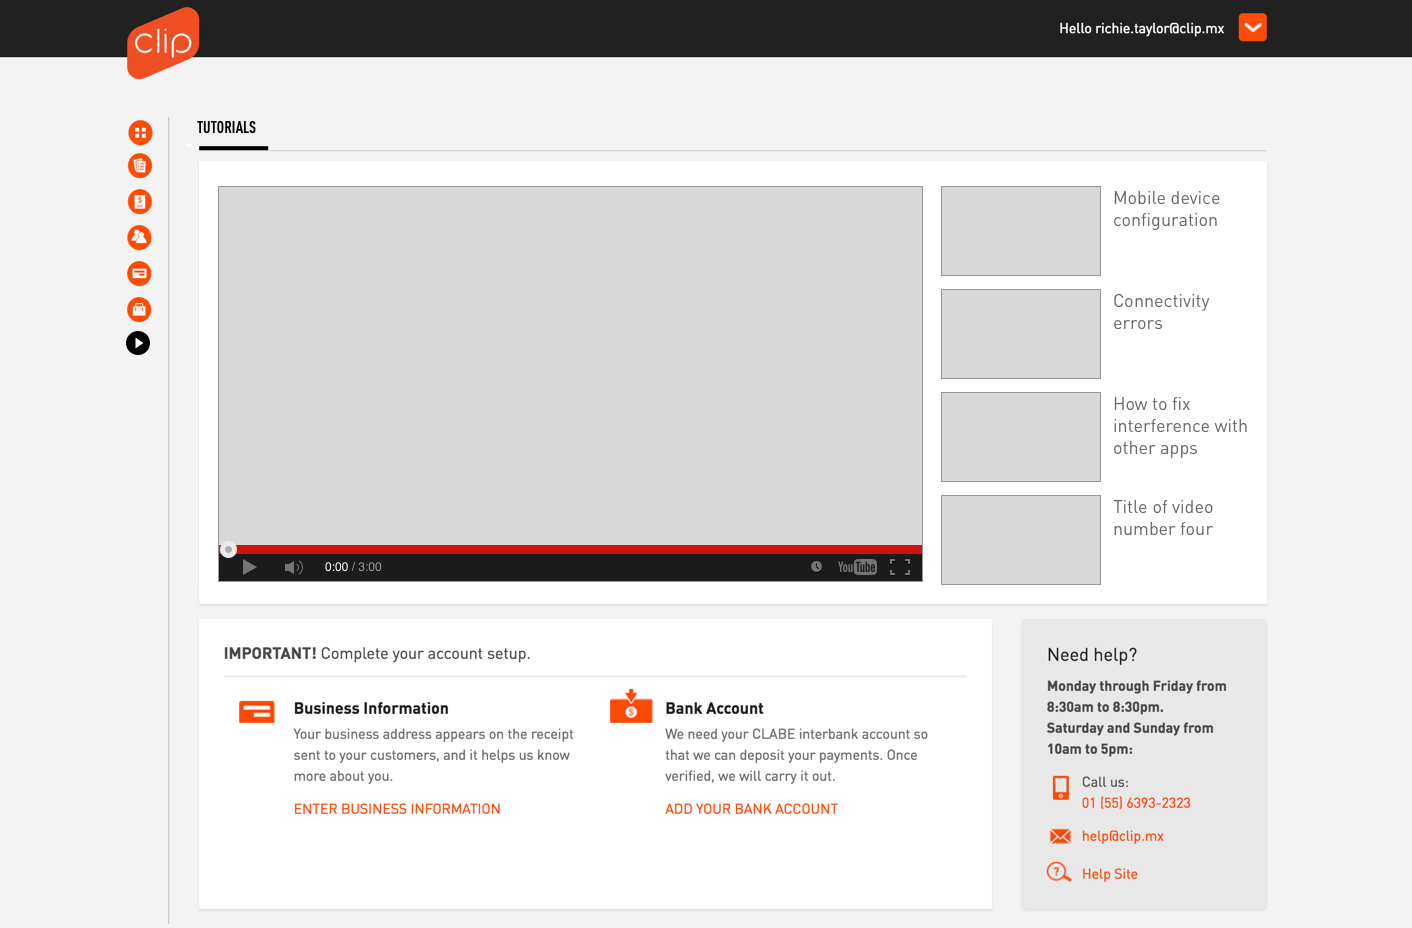 clip
Hello richie.taylor@clip.mx
TUTORIALS
Mobile device
configuration
Connectivity
errors
How to fix
interference with
other apps
Title of video
number four
0:00 / 3:00
YouTube
IMPORTANT! Complete your account setup.
Business Information
Your business address appears on the receipt
sent to your customers, and it helps us know
more about you.
ENTER BUSINESS INFORMATION
$
Bank Account
We need your CLABE interbank account so
that we can deposit your payments. Once
verified, we will carry it out.
ADD YOUR BANK ACCOUNT
Need help?
Monday through Friday from
8:30am to 8:30pm.
Saturday and Sunday from
10am to 5pm:
Call us:
01 (55) 6393-2323
help@clip.mx
? Help Site